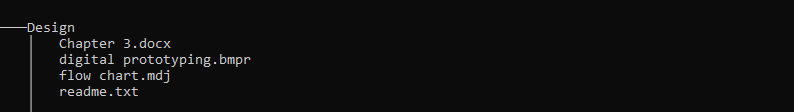 Design
Chapter 3.docx
digital prototyping.bmpr
flow chart.mdj
readme.txt